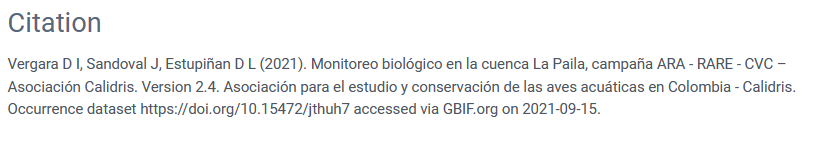 Citation
Vergara D I, Sandoval J, Estupiñan D L (2021). Monitoreo biológico en la cuenca La Paila, campaña ARA - RARE - CVC –
Asociación Calidris. Version 2.4. Asociación para el estudio y conservación de las aves acuáticas en Colombia - Calidris.
Occurrence dataset https://doi.org/10.15472/jthuh7 accessed via GBIF.org on 2021-09-15.